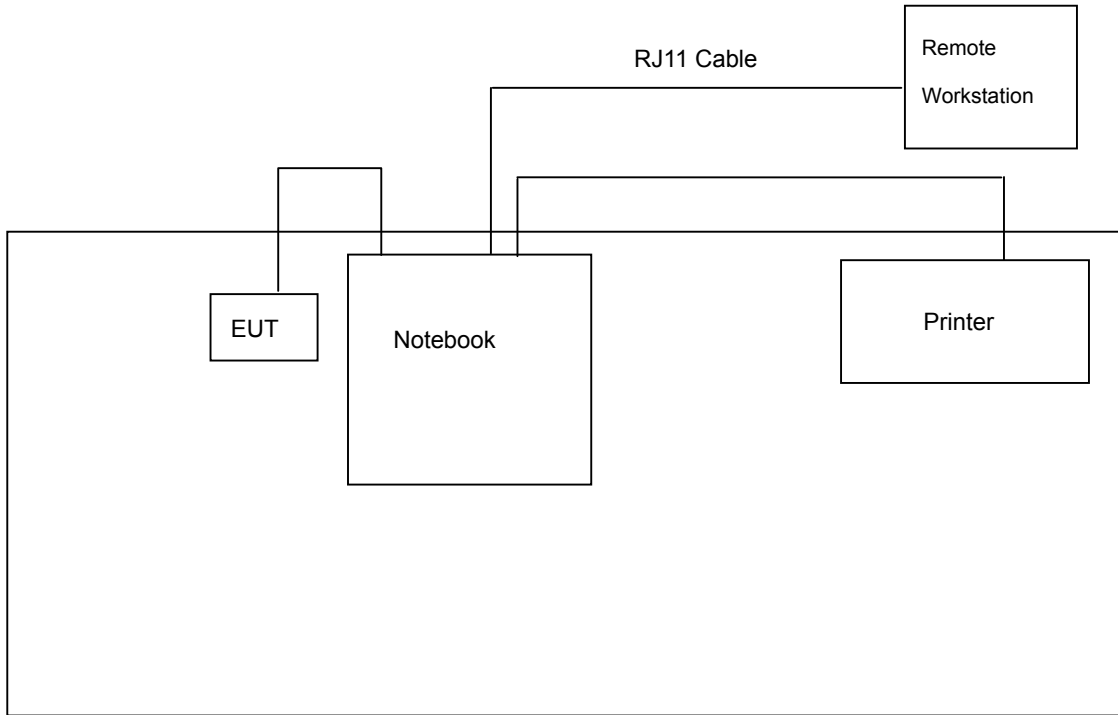 Remote
Workstation
RJ11 Cable
EUT
Notebook
Printer